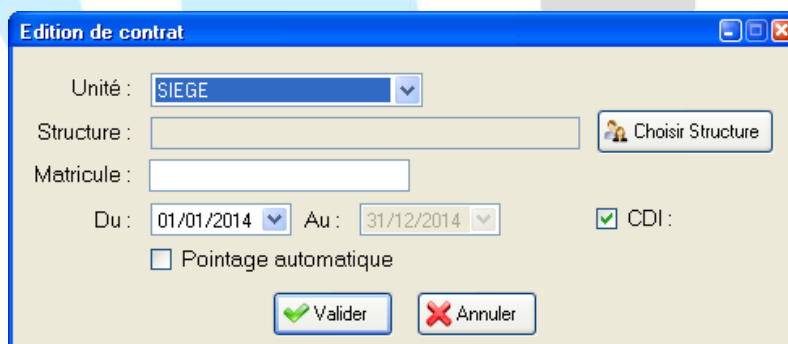 Edition de contrat
Unité : SIEGE
Structure : Choisir Structure
Matricule :
Du : 01/01/2014 Au : 31/12/2014 CDI :
Pointage automatique
Valider Annuler